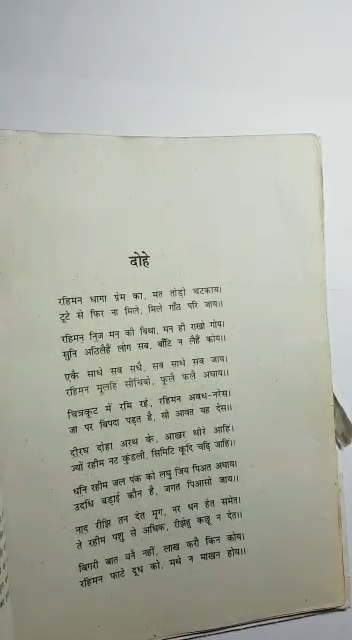 दोहे
रहिमन धागा प्रेम का, मत तोड़ो चटकाय।
टूटे से फिर ना मिले, मिले गाँठ परि जाय।।
रहिमन निज मन की बिथा, मन ही राखो गोय।
सुनि अठिलैहैं लोग सब, बाँटि न लैहैं कोय।।
एकै साधे सब सधै, सब साधे सब जाय।
रहिमन मूलहिं सींचिबो, फूलै फलै अघाय।।
चित्रकूट में रमि रहे, रहिमन अवध-नरेस।
जा पर बिपदा पड़त है, सो आवत यह देस।।
दीरघ दोहा अरथ के, आखर थोरे आहिं।
ज्यों रहीम नट कुंडली, सिमिटि कूदि चढ़ि जाहिं।।
धनि रहीम जल पंक को लघु जिय पिअत अघाय।
उदधि बड़ाई कौन है, जगत पिआसो जाय।।
नाद रीझि तन देत मृग, नर धन हेत समेत।
ते रहीम पशु से अधिक, रीझेहु कछू न देत।।
बिगरी बात बनै नहीं, लाख करौ किन कोय।
रहिमन फाटे दूध को, मथे न माखन होय।।